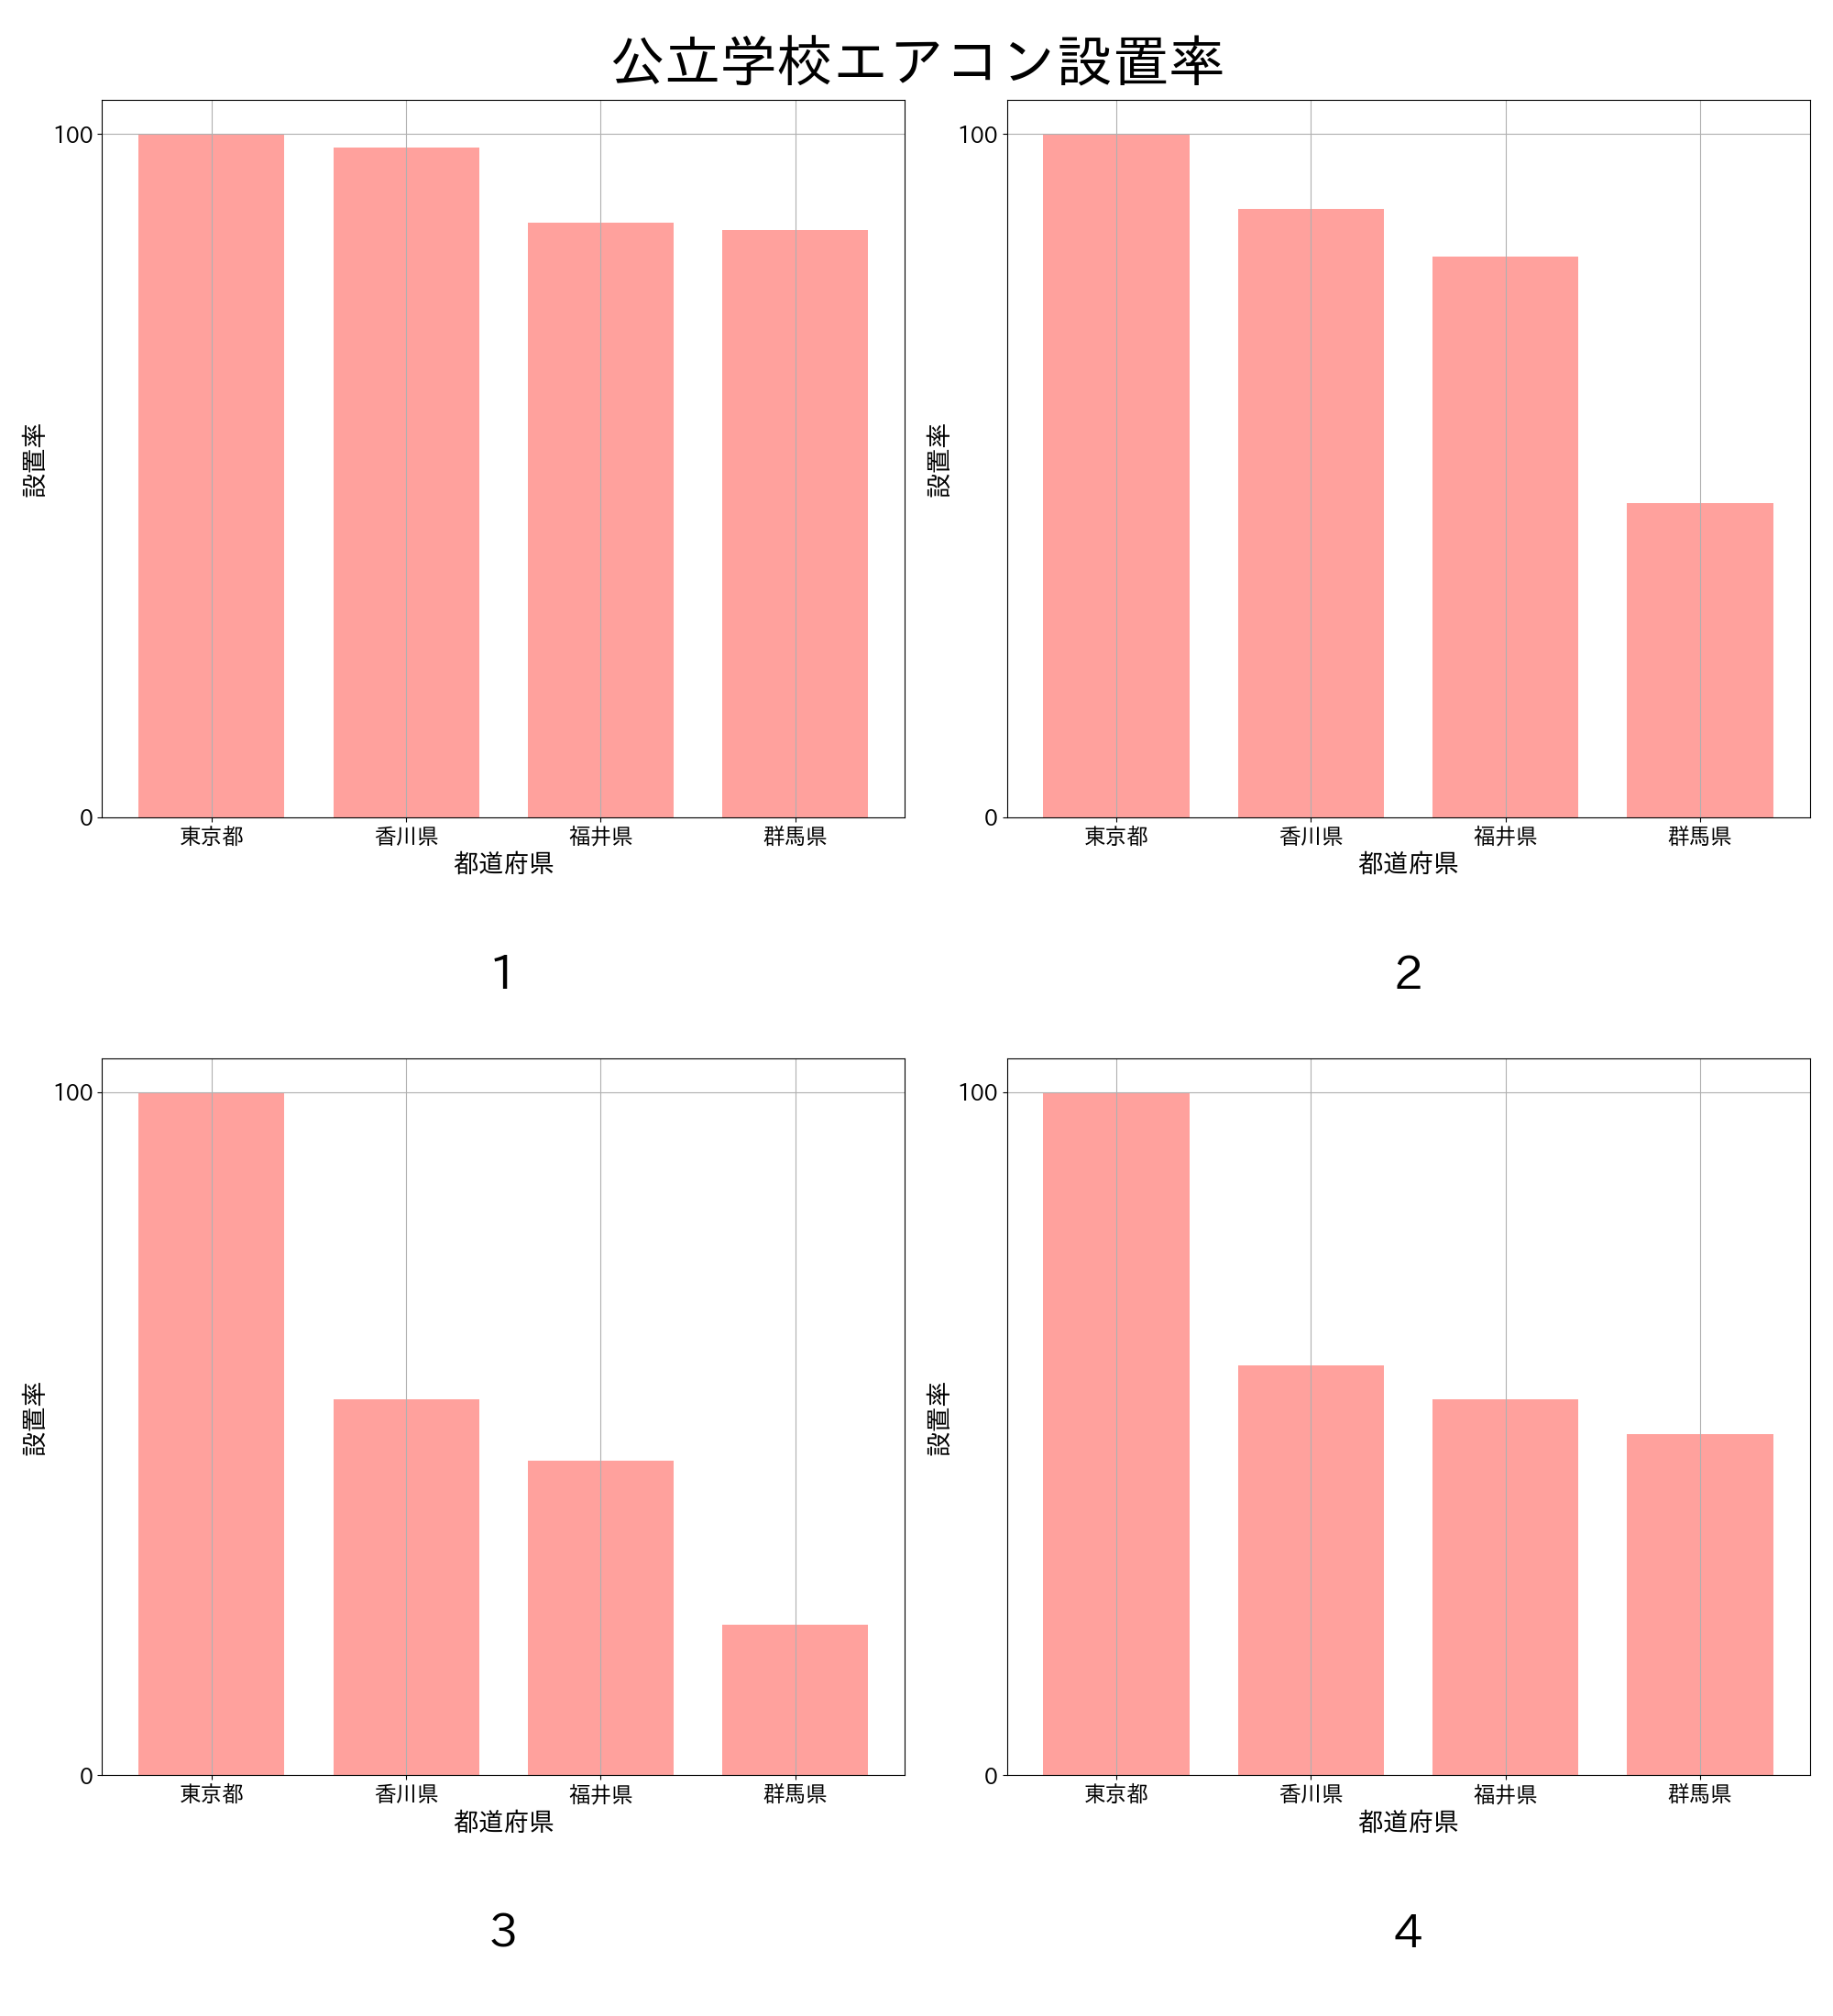 公立学校エアコン設置率
100
0
設置率
東京都 香川県 福井県 群馬県
都道府県
1
100
0
設置率
東京都 香川県 福井県 群馬県
都道府県
2
100
0
設置率
東京都 香川県 福井県 群馬県
都道府県
3
100
0
設置率
東京都 香川県 福井県 群馬県
都道府県
4